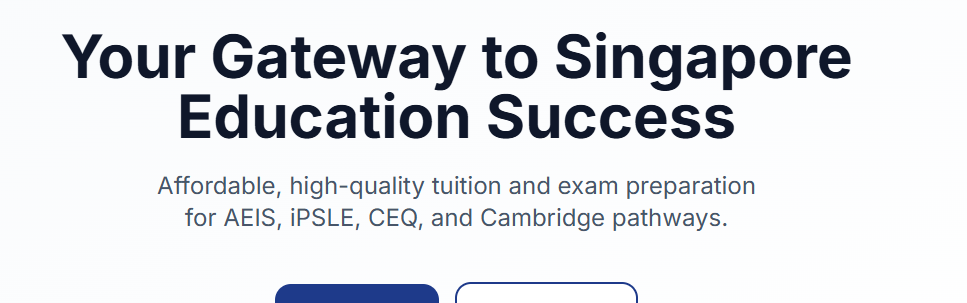 Your Gateway to Singapore
Education Success
Affordable, high-quality tuition and exam preparation
for AEIS, iPSLE, CEQ, and Cambridge pathways.